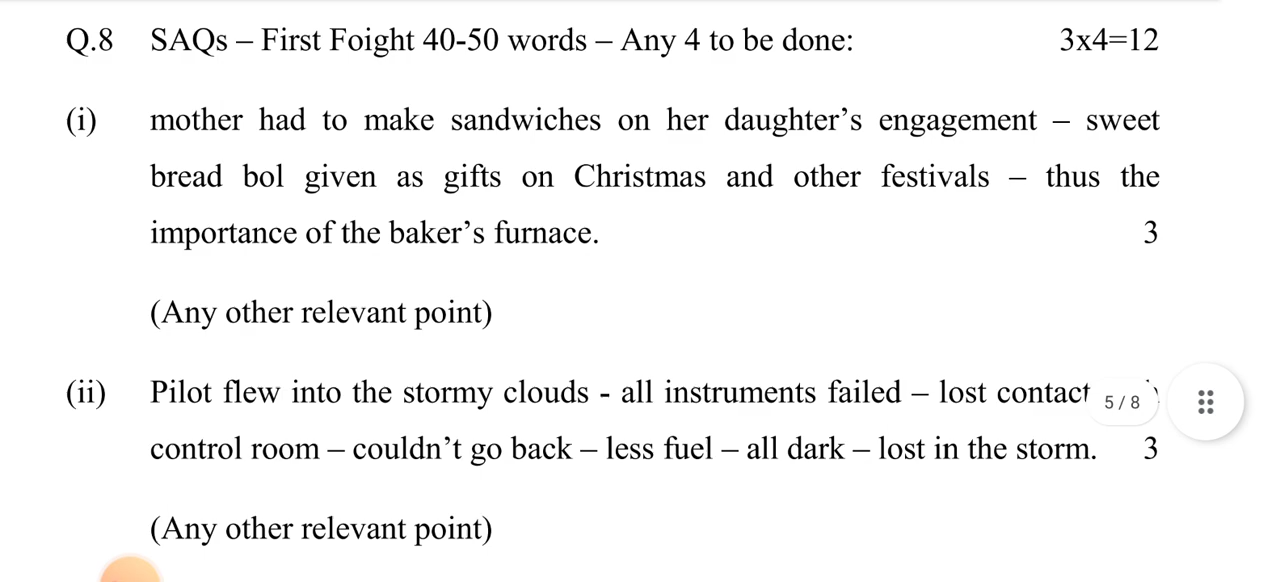 Q.8 SAQs – First Foight 40-50 words – Any 4 to be done: 3x4=12
(i) mother had to make sandwiches on her daughter’s engagement – sweet
bread bol given as gifts on Christmas and other festivals – thus the
importance of the baker’s furnace. 3
(Any other relevant point)
(ii) Pilot flew into the stormy clouds - all instruments failed – lost contact
5 / 8
control room – couldn’t go back – less fuel – all dark – lost in the storm. 3
(Any other relevant point)